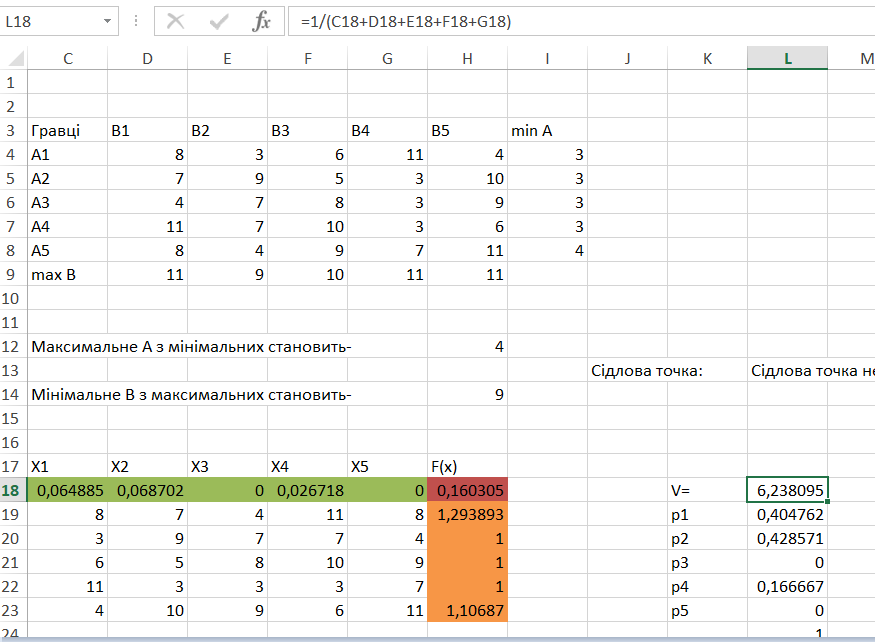 L18 fx =1/(C18+D18+E18+F18+G18)
C D E F G H I J K L M
1
2
3 Гравці B1 B2 B3 B4 B5 min A
4 A1 8 3 6 11 4 3
5 A2 7 9 5 3 10 3
6 A3 4 7 8 3 9 3
7 A4 11 7 10 3 6 3
8 A5 8 4 9 7 11 4
9 max B 11 9 10 11 11
10
11
12 Максимальне А з мінімальних становить- 4
13 Сідлова точка: Сідлова точка не
14 Мінімальне В з максимальних становить- 9
15
16
17 X1 X2 X3 X4 X5 F(x)
18 0,064885 0,068702 0 0,026718 0 0,160305 V= 6,238095
19 8 7 4 11 8 1,293893 p1 0,404762
20 3 9 7 7 4 1 p2 0,428571
21 6 5 8 10 9 1 p3 0
22 11 3 3 3 7 1 p4 0,166667
23 4 10 9 6 11 1,10687 p5 0
24 1